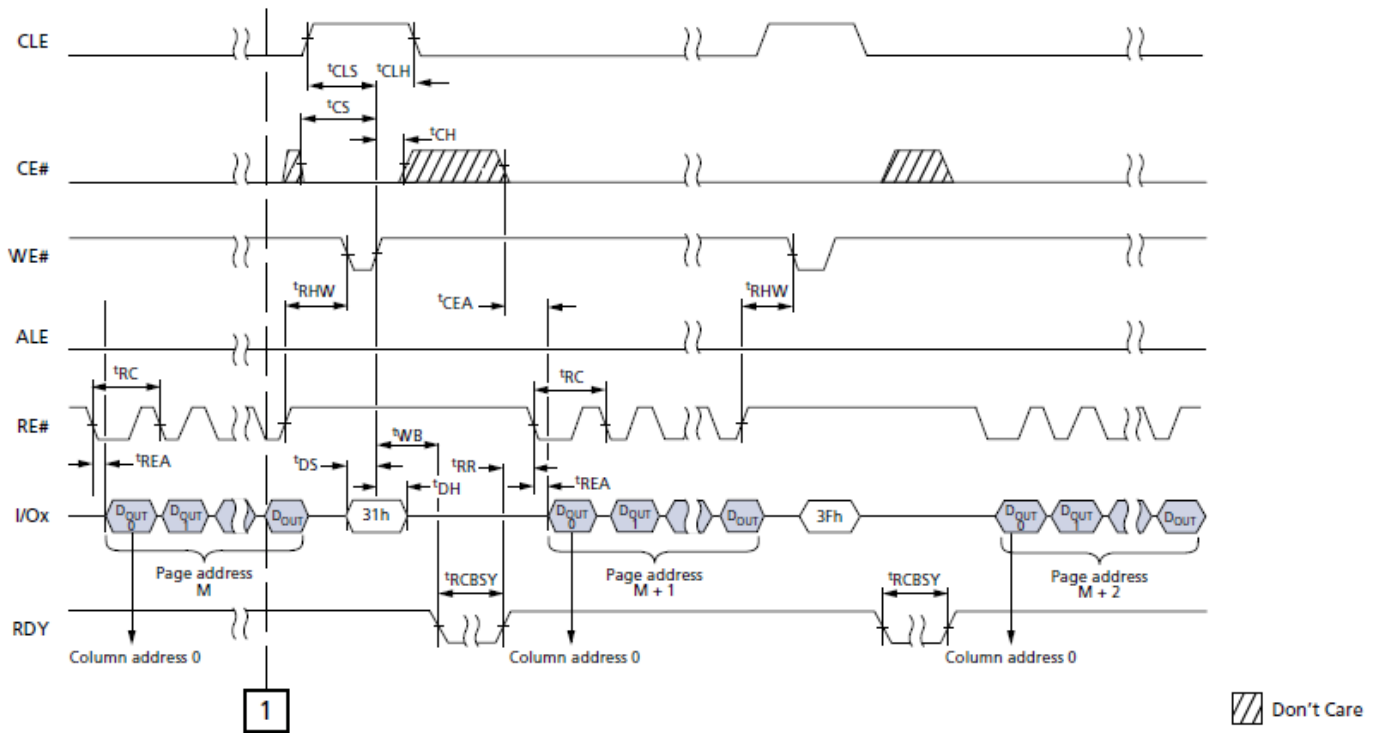 CLE
tCLS tCLH
tCS
tCH
CE#
WE#
tRHW
tCEA
tRHW
ALE
tRC
tRC
RE#
tWB
tREA
tDS
tRR
tDH
tREA
I/Ox
DOUT 0
DOUT 1
DOUT
31h
DOUT 0
DOUT 1
DOUT
3Fh
DOUT 0
DOUT 1
DOUT
Page address
M
Page address
M + 1
Page address
M + 2
tRCBSY
tRCBSY
RDY
Column address 0
Column address 0
Column address 0
1
Don't Care